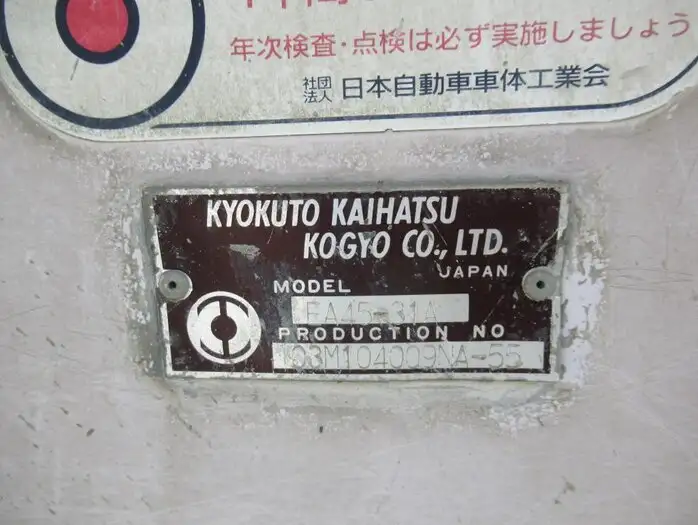 年次検査・点検は必ず実施しましょう
社団法人 日本自動車車体工業会
KYOKUTO KAIHATSU
KOGYO CO., LTD.
JAPAN
MODEL
EA45-31A
PRODUCTION NO